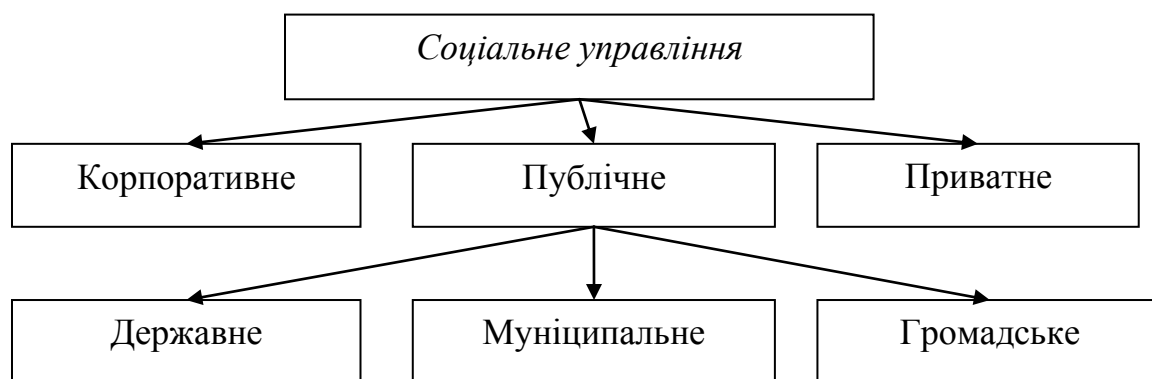 Соціальне управління
Корпоративне
Публічне
Приватне
Державне
Муніципальне
Громадське